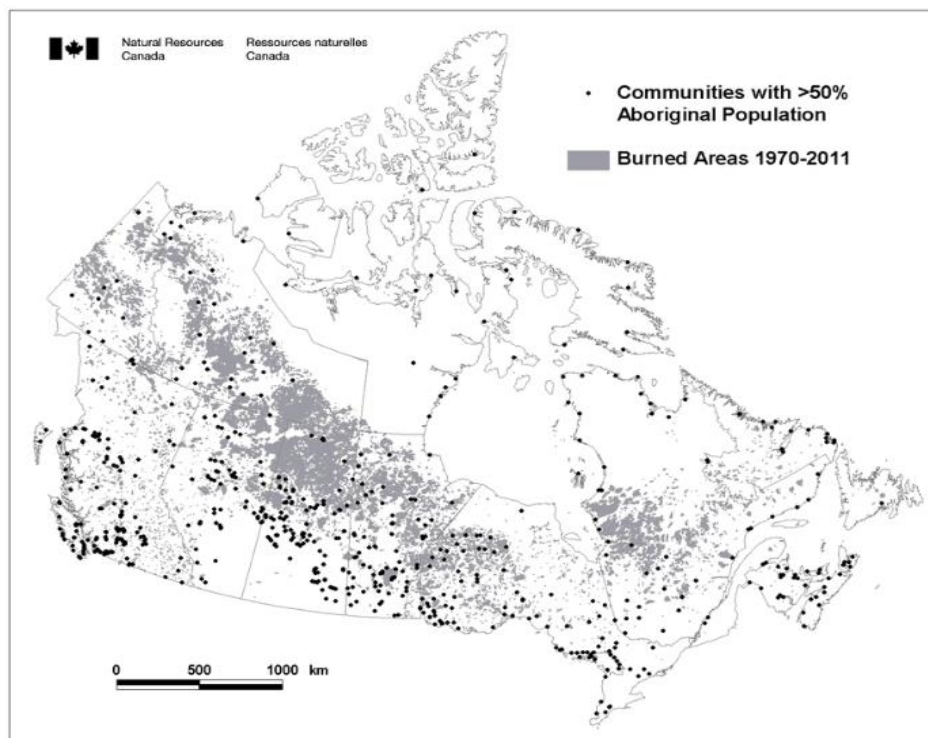 Natural Resources
Canada
Ressources naturelles
Canada
Communities with >50%
Aboriginal Population
Burned Areas 1970-2011
0 500 1000 km